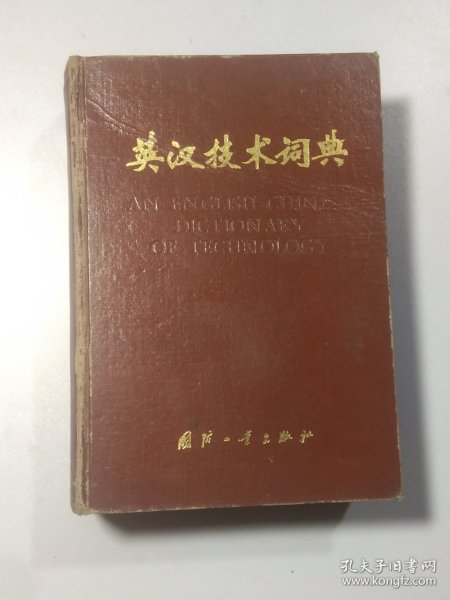 英汉技术词典
AN ENGLISH-CHINESE
DICTIONARY
OF TECHNOLOGY
国防工业出版社
孔夫子旧书网
www.kongfz.com